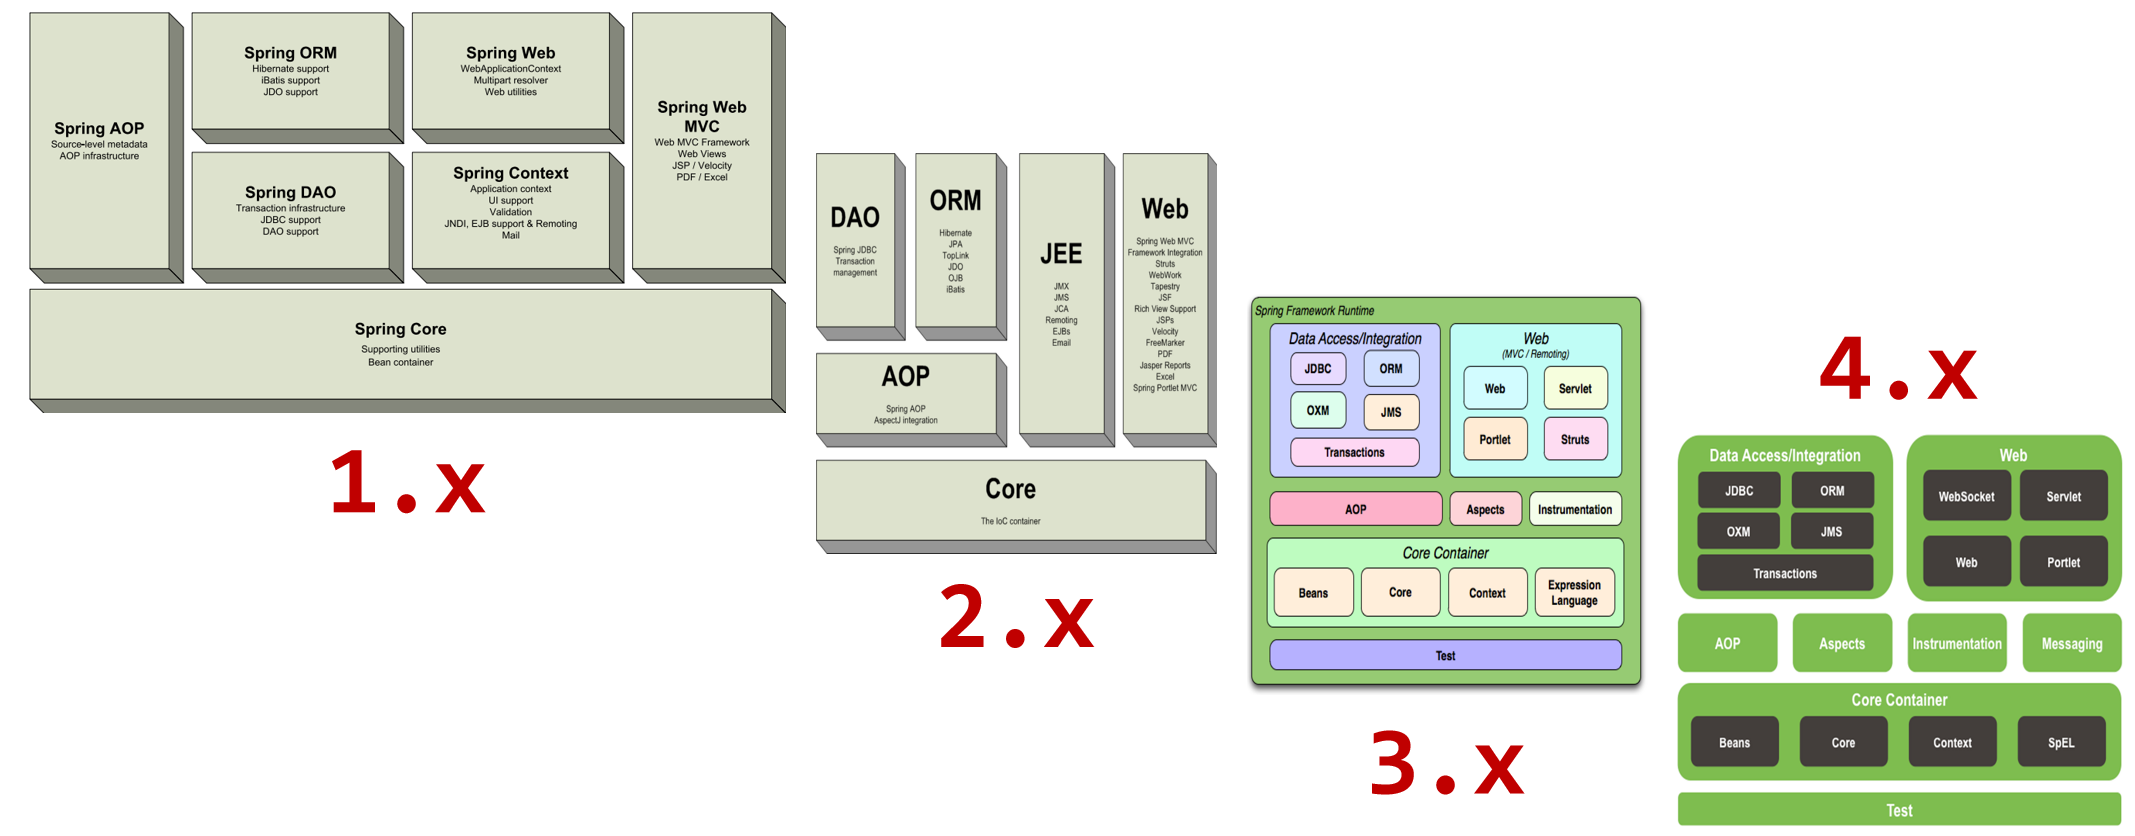 Spring AOP
Source-level metadata
AOP infrastructure
Spring ORM
Hibernate support
iBatis support
JDO support
Spring Web
WebApplicationContext
Multipart resolver
Web utilities
Spring DAO
Transaction infrastructure
JDBC support
DAO support
Spring Context
Application context
UI support
Validation
JNDI, EJB support & Remoting
Mail
Spring Web
MVC
Web MVC Framework
Web Views
JSP / Velocity
PDF / Excel
Spring Core
Supporting utilities
Bean container
1.x
DAO
Spring JDBC
Transaction
management
ORM
Hibernate
JPA
TopLink
JDO
OJB
iBatis
JEE
JMX
JMS
JCA
Remoting
EJBs
Email
Web
Spring Web MVC
Framework Integration
Struts
WebWork
Tapestry
JSF
Rich View Support
JSPs
Velocity
FreeMarker
PDF
Jasper Reports
Excel
Spring Portlet MVC
AOP
Spring AOP
AspectJ integration
Core
The IoC container
2.x
Spring Framework Runtime
Data Access/Integration
JDBC
ORM
OXM
JMS
Transactions
Web
(MVC / Remoting)
Web
Servlet
Portlet
Struts
AOP
Aspects
Instrumentation
Core Container
Beans
Core
Context
Expression
Language
Test
3.x
4.x
Data Access/Integration
JDBC
ORM
OXM
JMS
Transactions
Web
WebSocket
Servlet
Web
Portlet
AOP
Aspects
Instrumentation
Messaging
Core Container
Beans
Core
Context
SpEL
Test